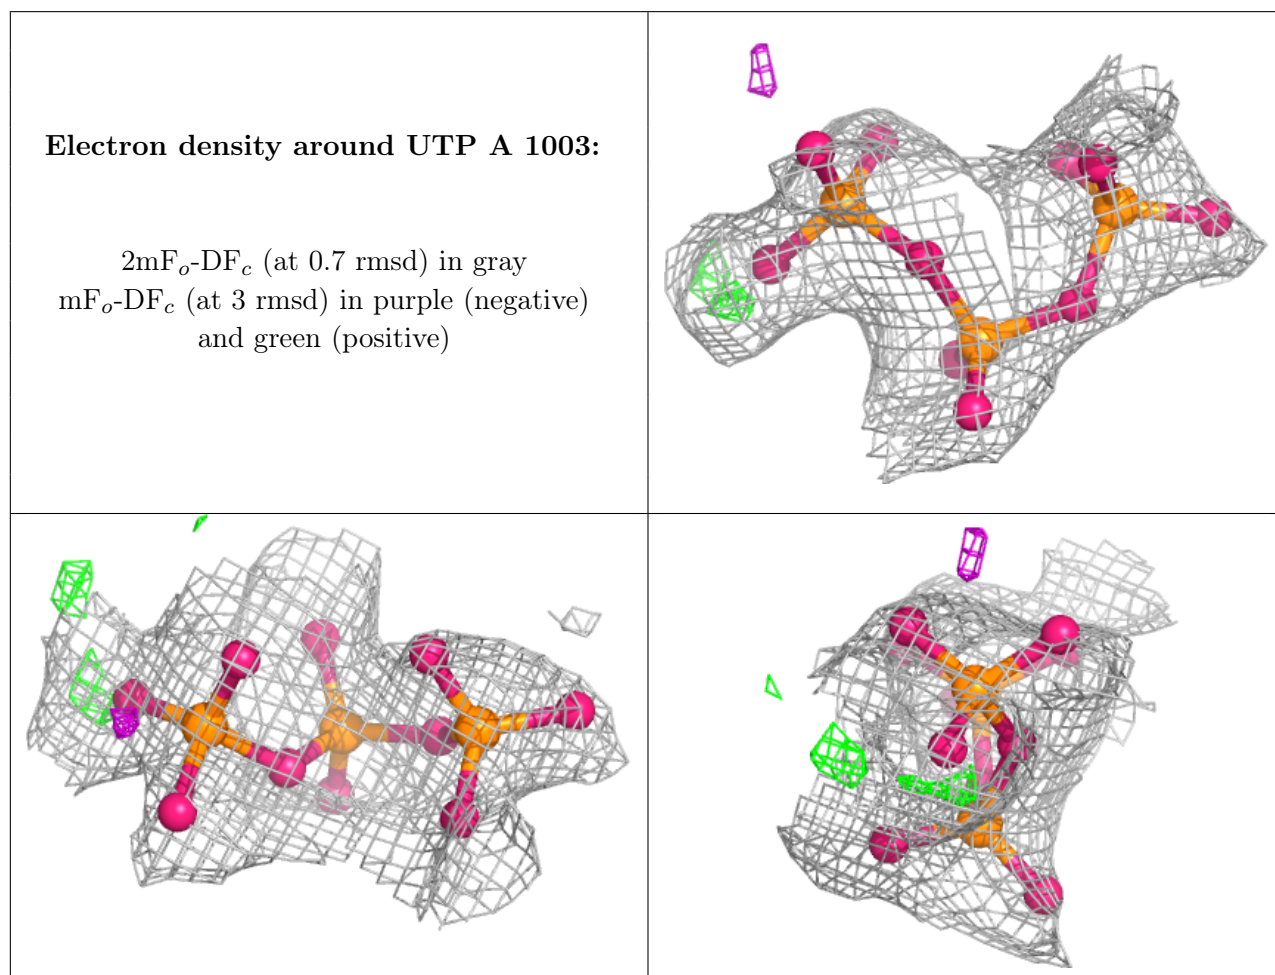 Electron density around UTP A 1003:
2mFₒ-DF𝒸 (at 0.7 rmsd) in gray
mFₒ-DF𝒸 (at 3 rmsd) in purple (negative)
and green (positive)